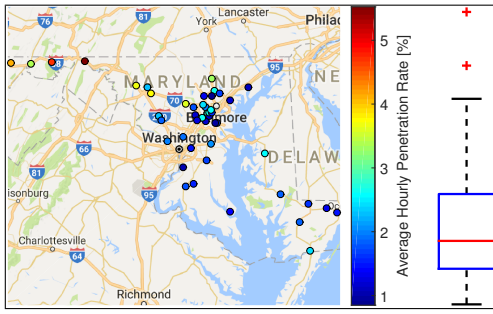 76
81
Lancaster
York
Philad
68
95
MARYLAND
NE
70
Baltimore
Washington
DELAW
66
81
isonburg
95
Charlottesville
64
Richmond
5
4
3
2
1
Average Hourly Penetration Rate [%]